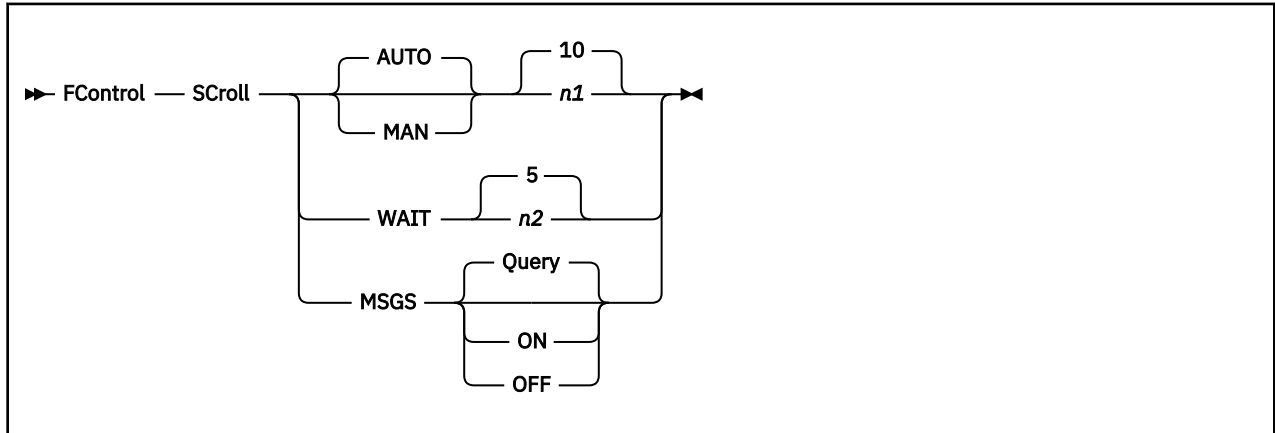 AUTO 10
FControl SCroll n1
MAN
5
WAIT n2
Query
MSGS
ON
OFF